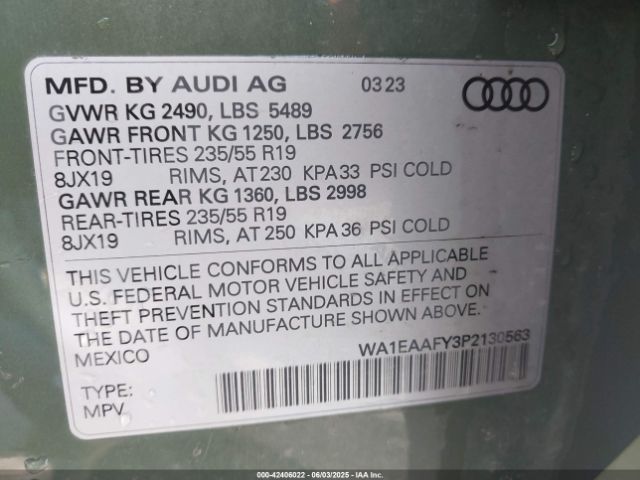 MFD. BY AUDI AG 03 23
GVWR KG 2490, LBS 5489
GAWR FRONT KG 1250, LBS 2756
FRONT-TIRES 235/55 R19
8JX19 RIMS, AT 230 KPA 33 PSI COLD
GAWR REAR KG 1360, LBS 2998
REAR-TIRES 235/55 R19
8JX19 RIMS, AT 250 KPA 36 PSI COLD
THIS VEHICLE CONFORMS TO ALL APPLICABLE
U.S. FEDERAL MOTOR VEHICLE SAFETY AND
THEFT PREVENTION STANDARDS IN EFFECT ON
THE DATE OF MANUFACTURE SHOWN ABOVE.
MEXICO WA1EAAFY3P2130563
TYPE:
MPV
000-42406022 - 06/03/2025 - IAAI.COM